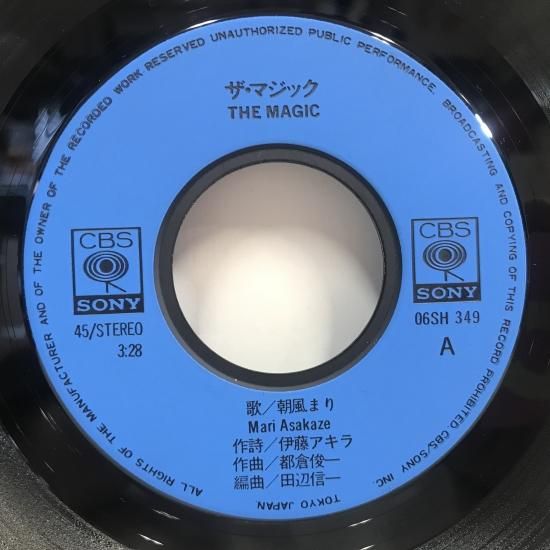 ザ・マジック
THE MAGIC
CBS
SONY
45/STEREO
3:28
CBS
SONY
06SH 349
A
歌／朝風まり
Mari Asakaze
作詩／伊藤アキラ
作曲／都倉俊一
編曲／田辺信一
ALL RIGHTS OF THE MANUFACTURER AND OF THE OWNER OF THE RECORDED WORK RESERVED UNAUTHORIZED PUBLIC PERFORMANCE, BROADCASTING AND COPYING OF THIS RECORD PROHIBITED. CBS/SONY INC.
TOKYO JAPAN.